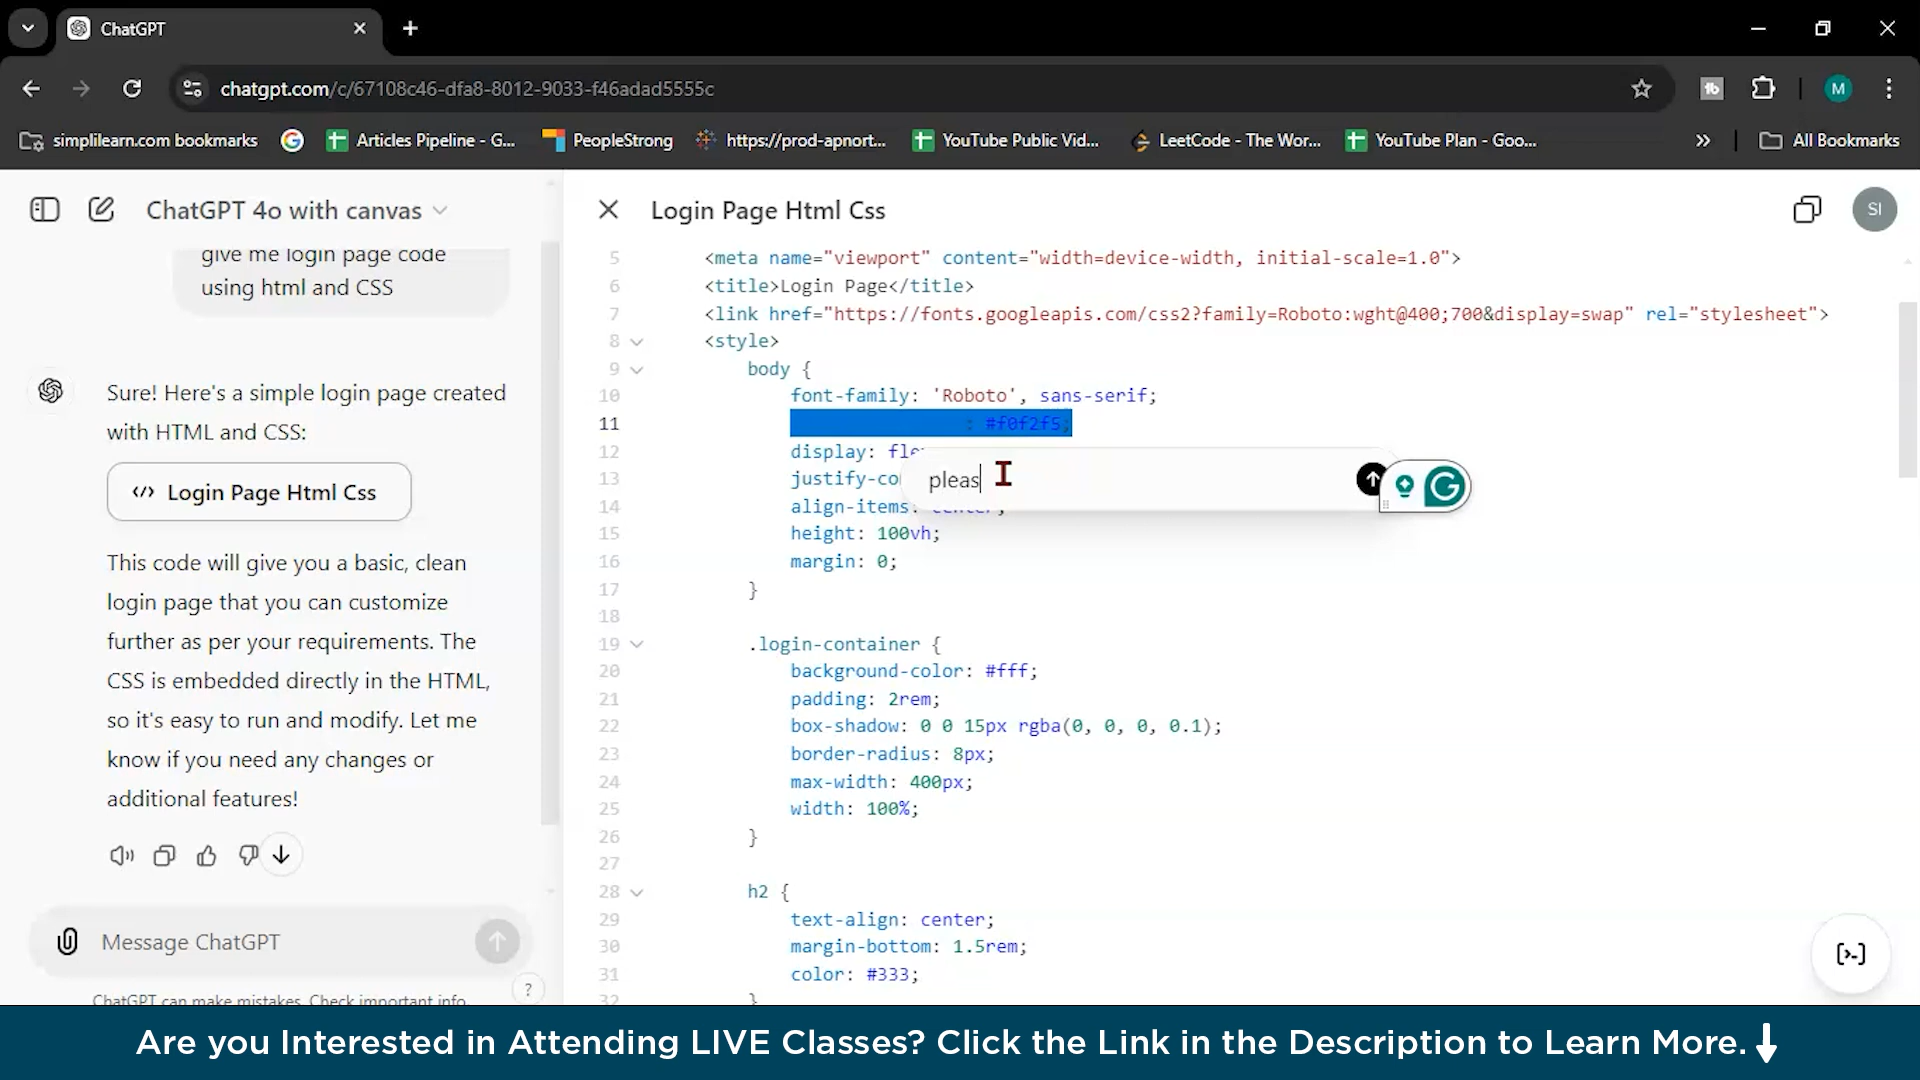 ChatGPT
chatgpt.com/c/67108c46-dfa8-8012-9033-f46adad5555c
M
simplilearn.com bookmarks
Articles Pipeline - G...
PeopleStrong
https://prod-apnort...
YouTube Public Vid...
LeetCode - The Wor...
YouTube Plan - Goo...
All Bookmarks
ChatGPT 4o with canvas
give me login page code
using html and CSS
Sure! Here's a simple login page created
with HTML and CSS:
Login Page Html Css
This code will give you a basic, clean
login page that you can customize
further as per your requirements. The
CSS is embedded directly in the HTML,
so it's easy to run and modify. Let me
know if you need any changes or
additional features!
Message ChatGPT
ChatGPT can make mistakes. Check important info.
?
Login Page Html Css
SI
5 <meta name="viewport" content="width=device-width, initial-scale=1.0">
6 <title>Login Page</title>
7 <link href="https://fonts.googleapis.com/css2?family=Roboto:wght@400;700&display=swap" rel="stylesheet">
8 <style>
9 body {
10 font-family: 'Roboto', sans-serif;
11 : #f0f2f5;
12 display: fle
pleas
13 justify-co
14 align-items: center;
15 height: 100vh;
16 margin: 0;
17 }
18
19 .login-container {
20 background-color: #fff;
21 padding: 2rem;
22 box-shadow: 0 0 15px rgba(0, 0, 0, 0.1);
23 border-radius: 8px;
24 max-width: 400px;
25 width: 100%;
26 }
27
28 h2 {
29 text-align: center;
30 margin-bottom: 1.5rem;
31 color: #333;
32 }
Are you Interested in Attending LIVE Classes? Click the Link in the Description to Learn More.